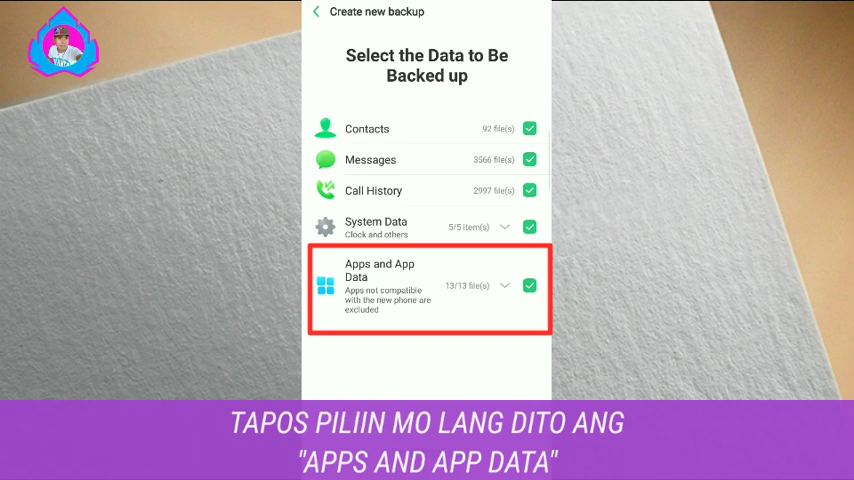 Create new backup
Select the Data to Be
Backed up
Contacts
92 file(s)
Messages
3566 file(s)
Call History
2997 file(s)
System Data
Clock and others
5/5 item(s)
Apps and App
Data
Apps not compatible
with the new phone are
excluded
13/13 file(s)
TAPOS PILIIN MO LANG DITO ANG
"APPS AND APP DATA"